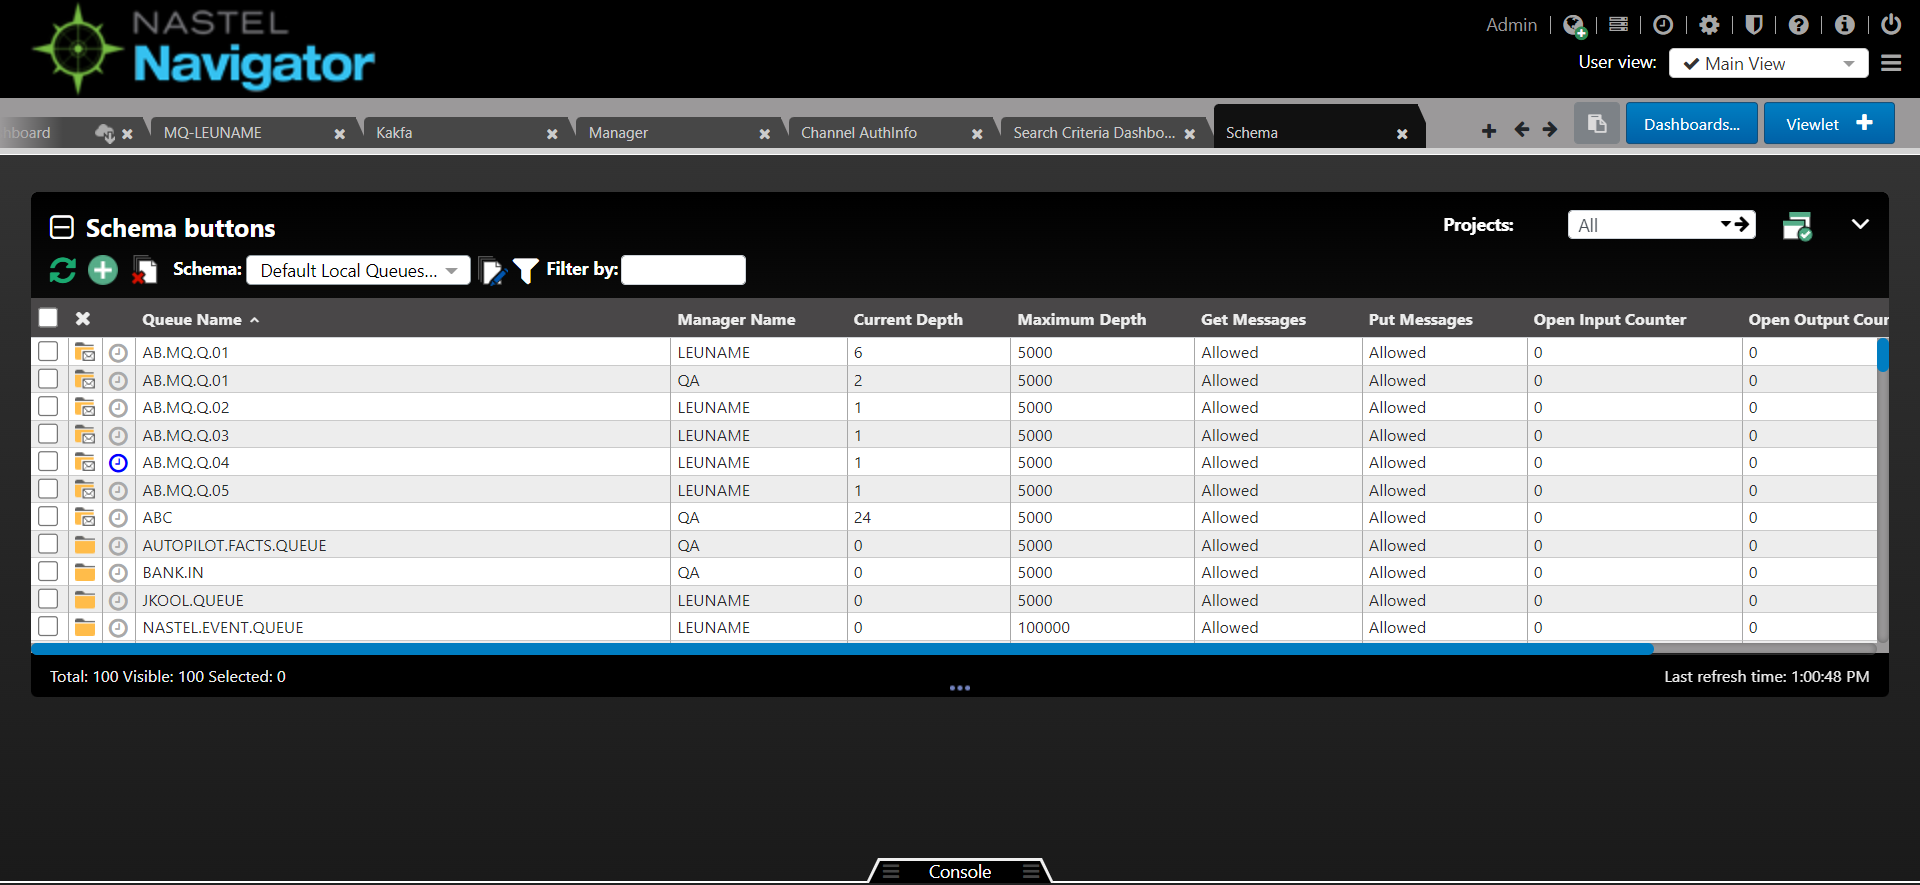 NASTEL
Navigator
Admin
User view: Main View
hboard
MQ-LEUNAME
Kakfa
Manager
Channel AuthInfo
Search Criteria Dashbo...
Schema
Dashboards...
Viewlet
Schema buttons
Projects: All
Schema: Default Local Queues... Filter by:
Queue Name Manager Name Current Depth Maximum Depth Get Messages Put Messages Open Input Counter Open Output Coun
AB.MQ.Q.01 LEUNAME 6 5000 Allowed Allowed 0 0
AB.MQ.Q.01 QA 2 5000 Allowed Allowed 0 0
AB.MQ.Q.02 LEUNAME 1 5000 Allowed Allowed 0 0
AB.MQ.Q.03 LEUNAME 1 5000 Allowed Allowed 0 0
AB.MQ.Q.04 LEUNAME 1 5000 Allowed Allowed 0 0
AB.MQ.Q.05 LEUNAME 1 5000 Allowed Allowed 0 0
ABC QA 24 5000 Allowed Allowed 0 0
AUTOPILOT.FACTS.QUEUE QA 0 5000 Allowed Allowed 0 0
BANK.IN QA 0 5000 Allowed Allowed 0 0
JKOOL.QUEUE LEUNAME 0 5000 Allowed Allowed 0 0
NASTEL.EVENT.QUEUE LEUNAME 0 100000 Allowed Allowed 0 0
Total: 100 Visible: 100 Selected: 0
Last refresh time: 1:00:48 PM
Console